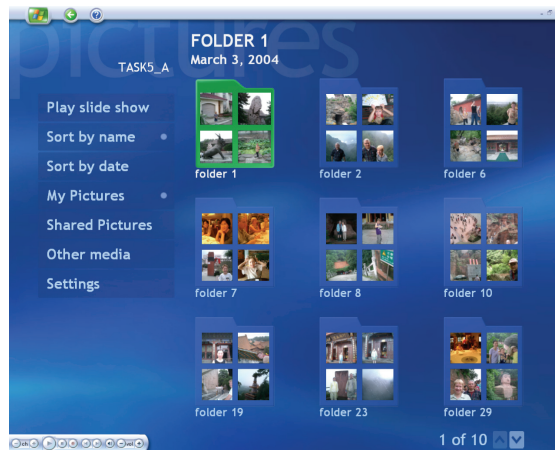 pictures
FOLDER 1
March 3, 2004
TASK5_A
Play slide show
Sort by name
Sort by date
My Pictures
Shared Pictures
Other media
Settings
folder 1
folder 2
folder 6
folder 7
folder 8
folder 10
folder 19
folder 23
folder 29
ch
vol
1 of 10